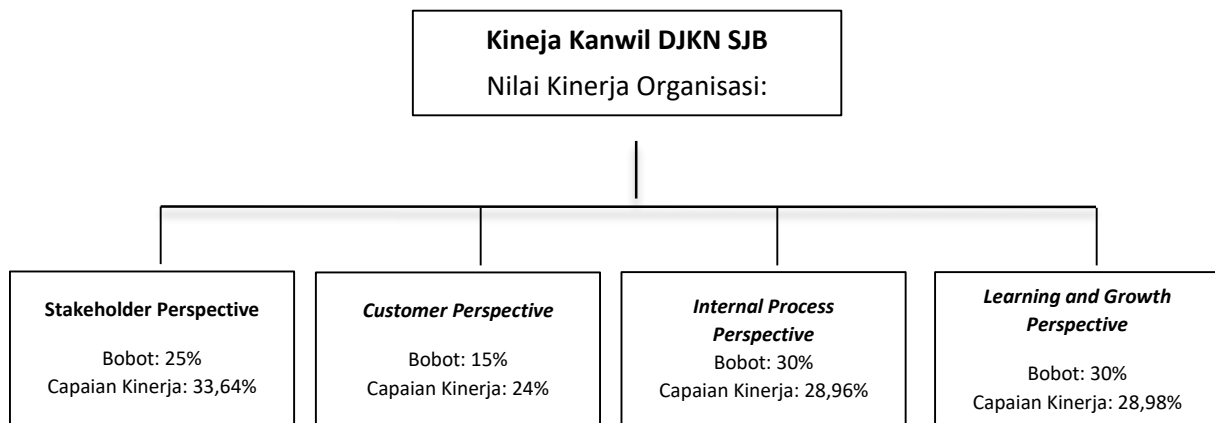 Kineja Kanwil DJKN SJB
Nilai Kinerja Organisasi:
Stakeholder Perspective
Bobot: 25%
Capaian Kinerja: 33,64%
Customer Perspective
Bobot: 15%
Capaian Kinerja: 24%
Internal Process
Perspective
Bobot: 30%
Capaian Kinerja: 28,96%
Learning and Growth
Perspective
Bobot: 30%
Capaian Kinerja: 28,98%